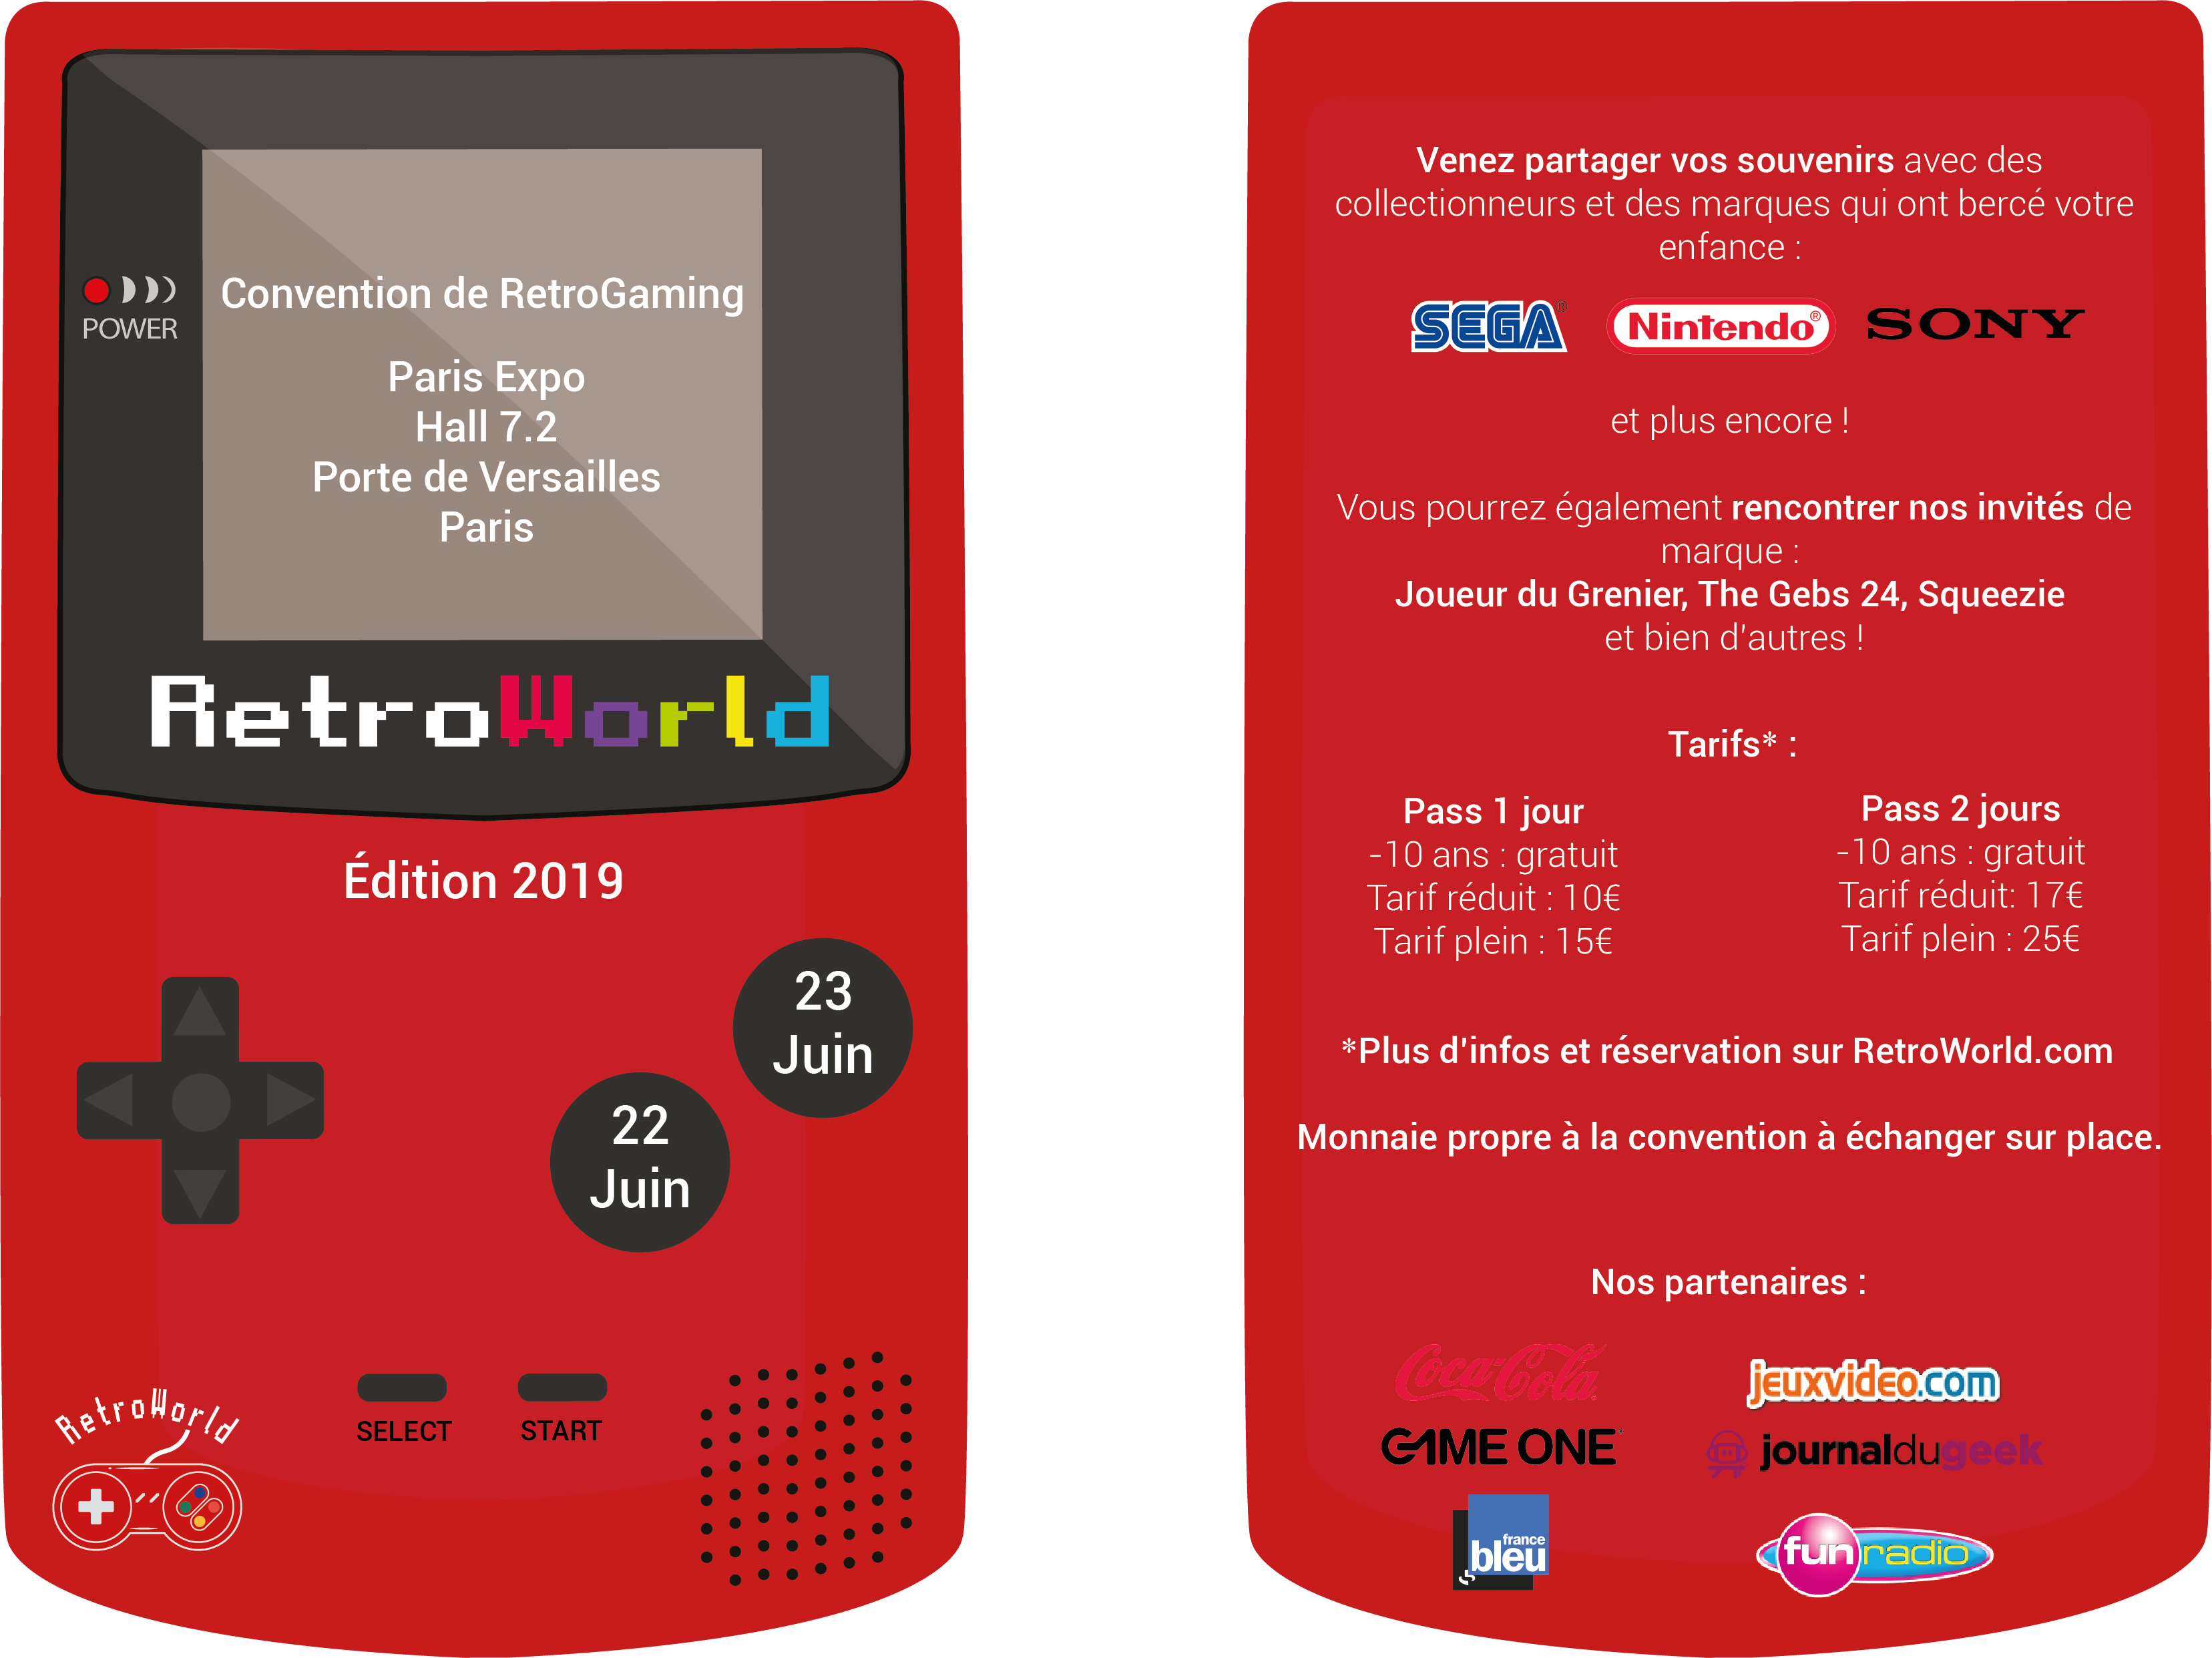 POWER
Convention de RetroGaming
Paris Expo
Hall 7.2
Porte de Versailles
Paris
RetroWorld
Édition 2019
23
Juin
22
Juin
SELECT
START
RetroWorld
Venez partager vos souvenirs avec des
collectionneurs et des marques qui ont bercé votre
enfance :
SEGA®
Nintendo®
SONY
et plus encore !
Vous pourrez également rencontrer nos invités de
marque :
Joueur du Grenier, The Gebs 24, Squeezie
et bien d'autres !
Tarifs* :
Pass 1 jour
-10 ans : gratuit
Tarif réduit : 10€
Tarif plein : 15€
Pass 2 jours
-10 ans : gratuit
Tarif réduit: 17€
Tarif plein : 25€
*Plus d'infos et réservation sur RetroWorld.com
Monnaie propre à la convention à échanger sur place.
Nos partenaires :
Coca-Cola
jeuxvideo.com
GAME ONE
journaldugeek
france
bleu
fun radio